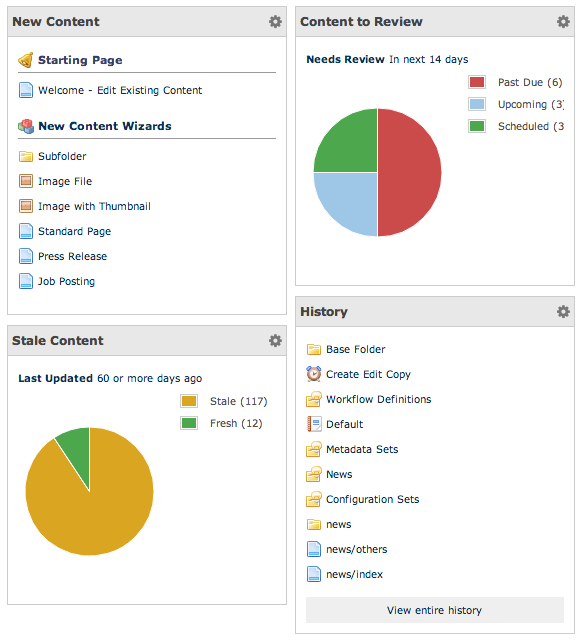 New Content
Starting Page
Welcome - Edit Existing Content
New Content Wizards
Subfolder
Image File
Image with Thumbnail
Standard Page
Press Release
Job Posting
Stale Content
Last Updated 60 or more days ago
Stale (117)
Fresh (12)
Content to Review
Needs Review In next 14 days
Past Due (6)
Upcoming (3)
Scheduled (3
History
Base Folder
Create Edit Copy
Workflow Definitions
Default
Metadata Sets
News
Configuration Sets
news
news/others
news/index
View entire history